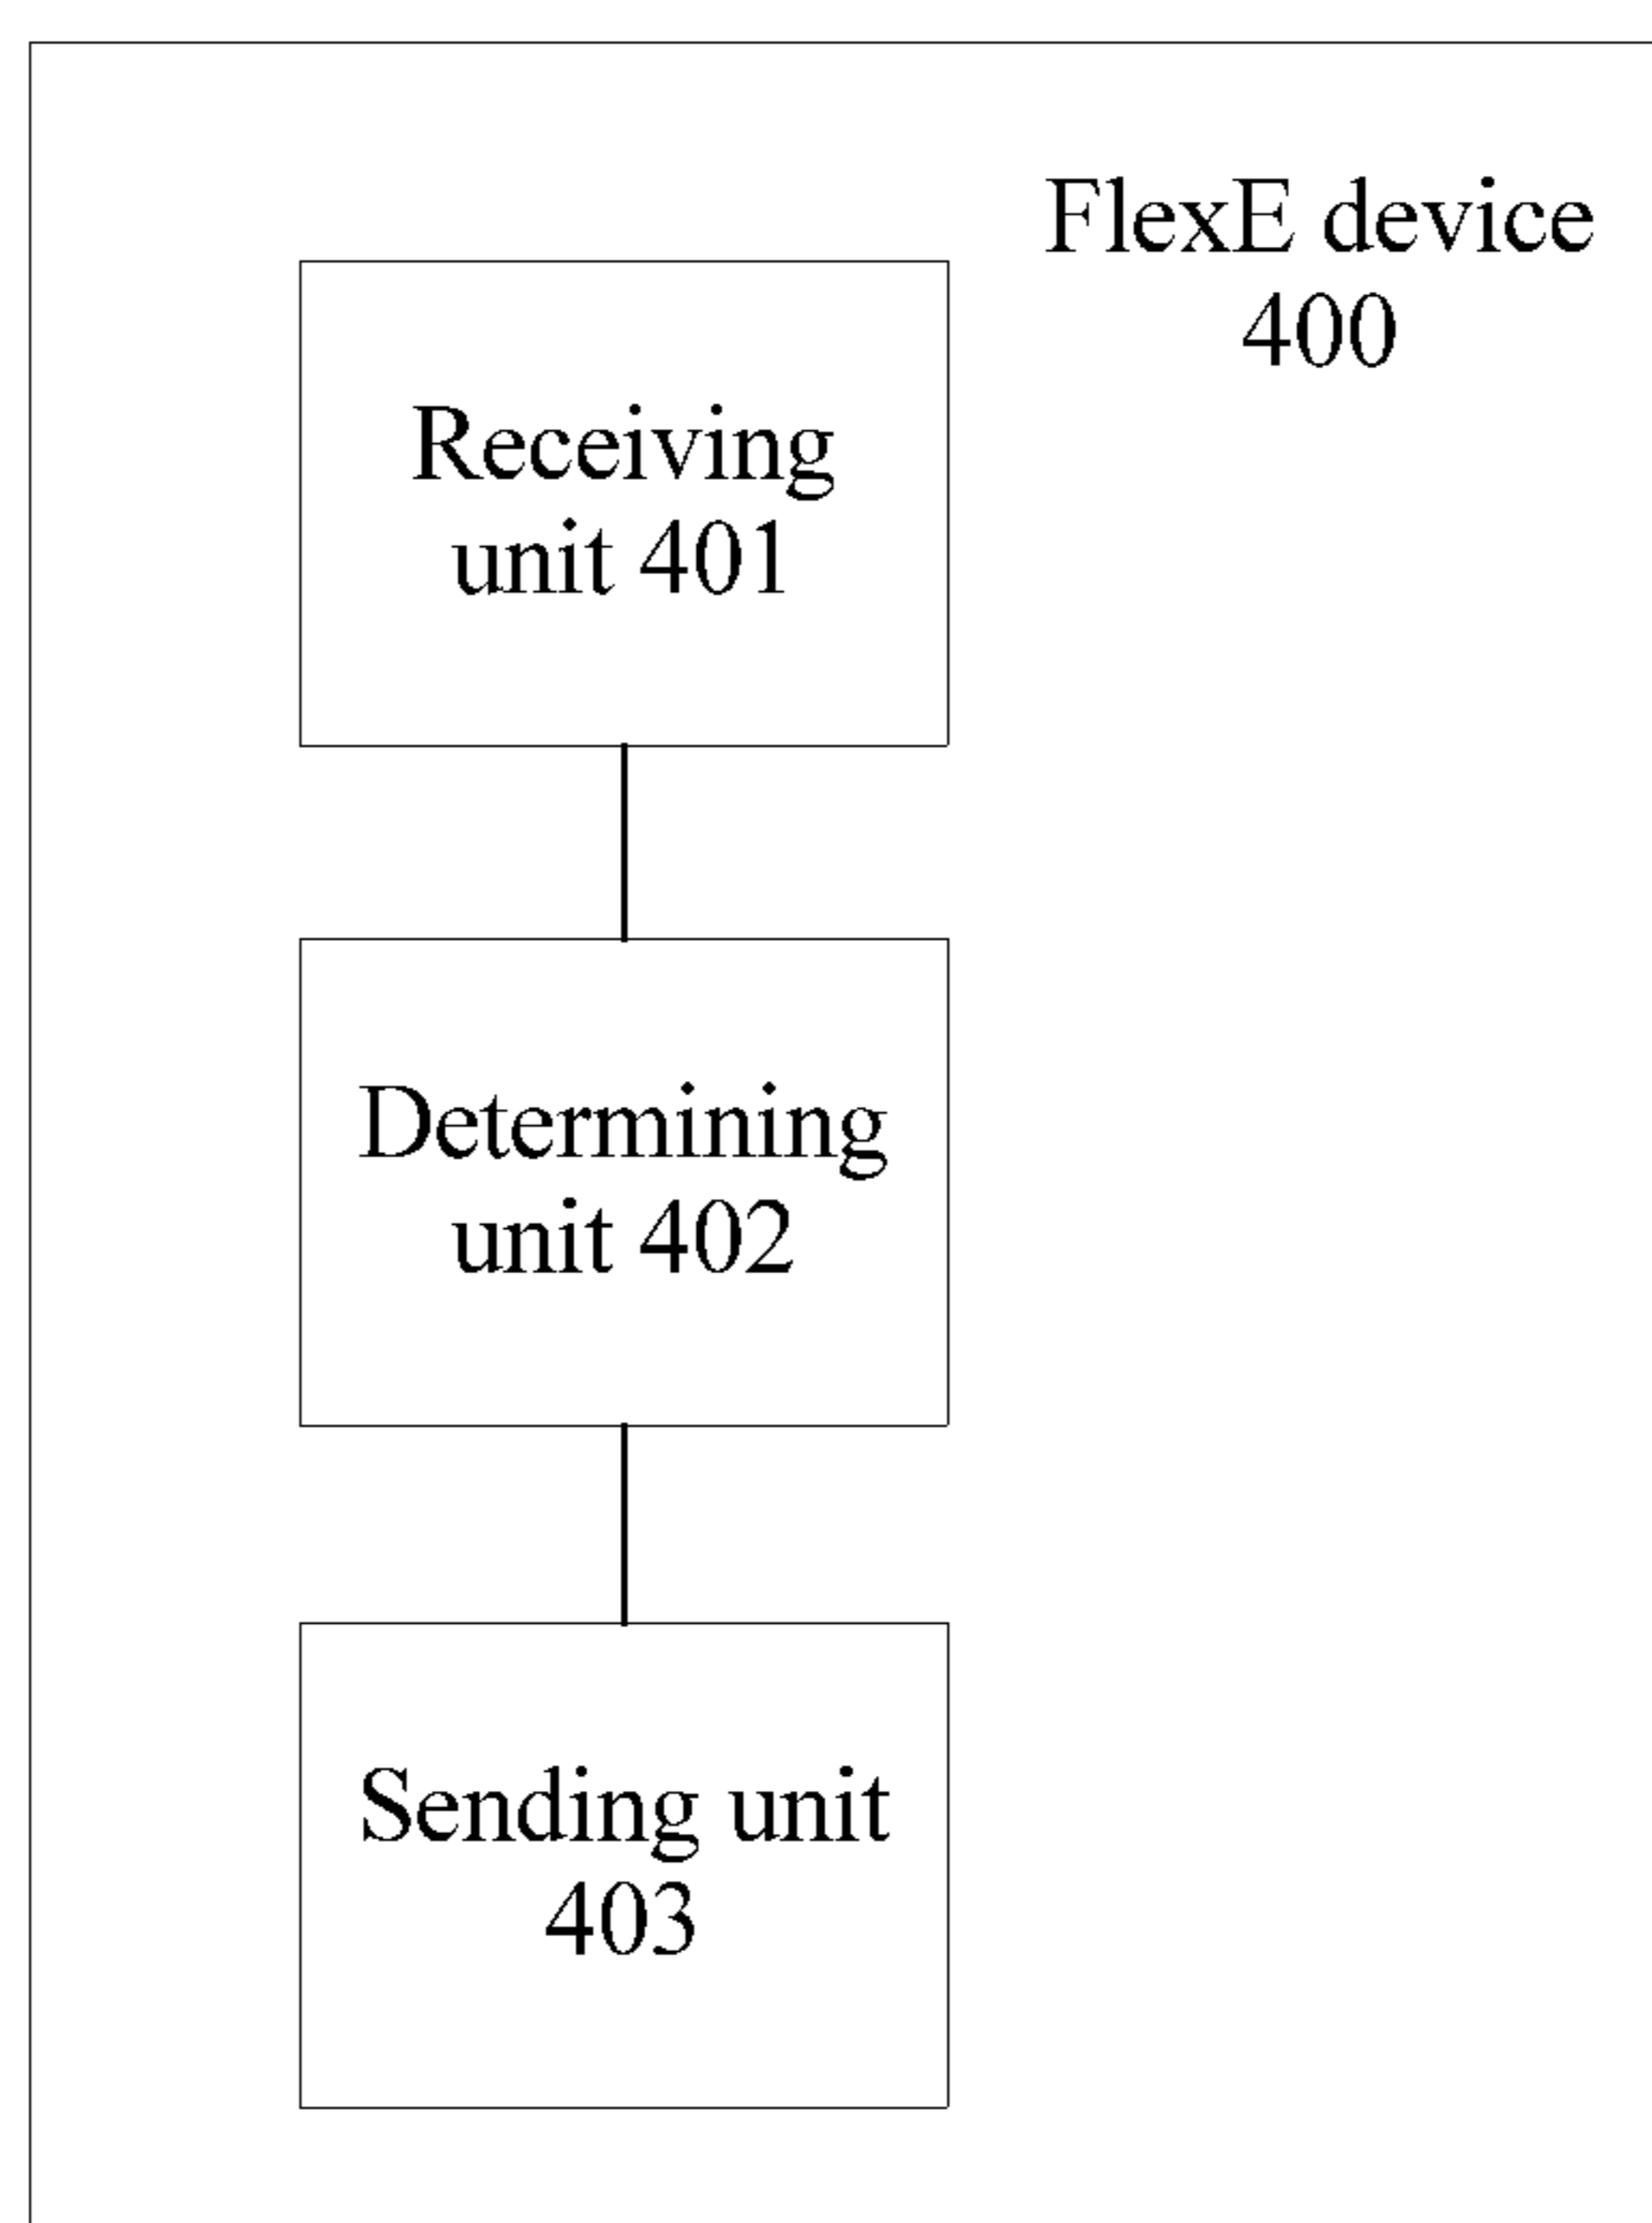 FlexE device
400
Receiving
unit 401
Determining
unit 402
Sending unit
403